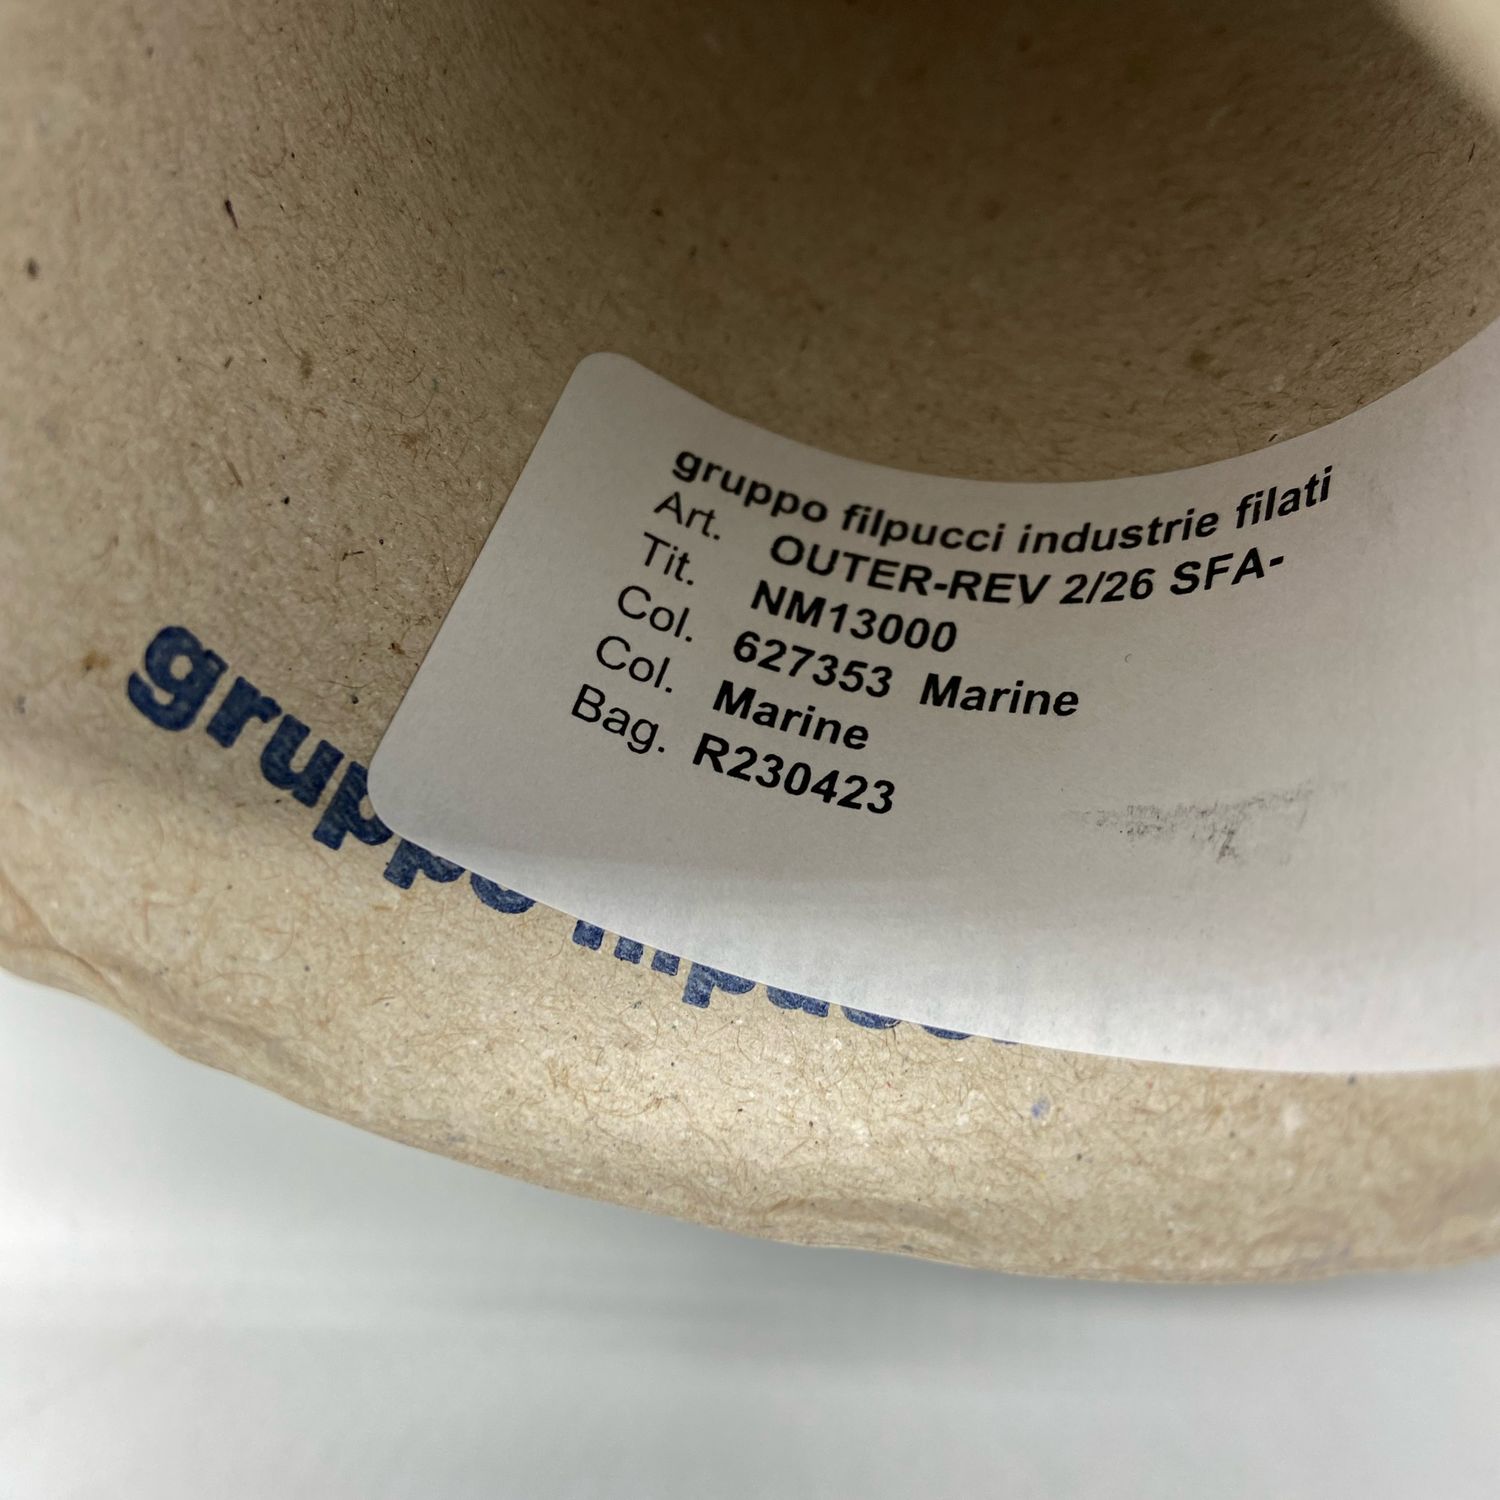 gruppo filpucci industrie filati
Art. OUTER-REV 2/26 SFA-
Tit. NM13000
Col. 627353 Marine
Col. Marine
Bag. R230423
gruppo filpucci